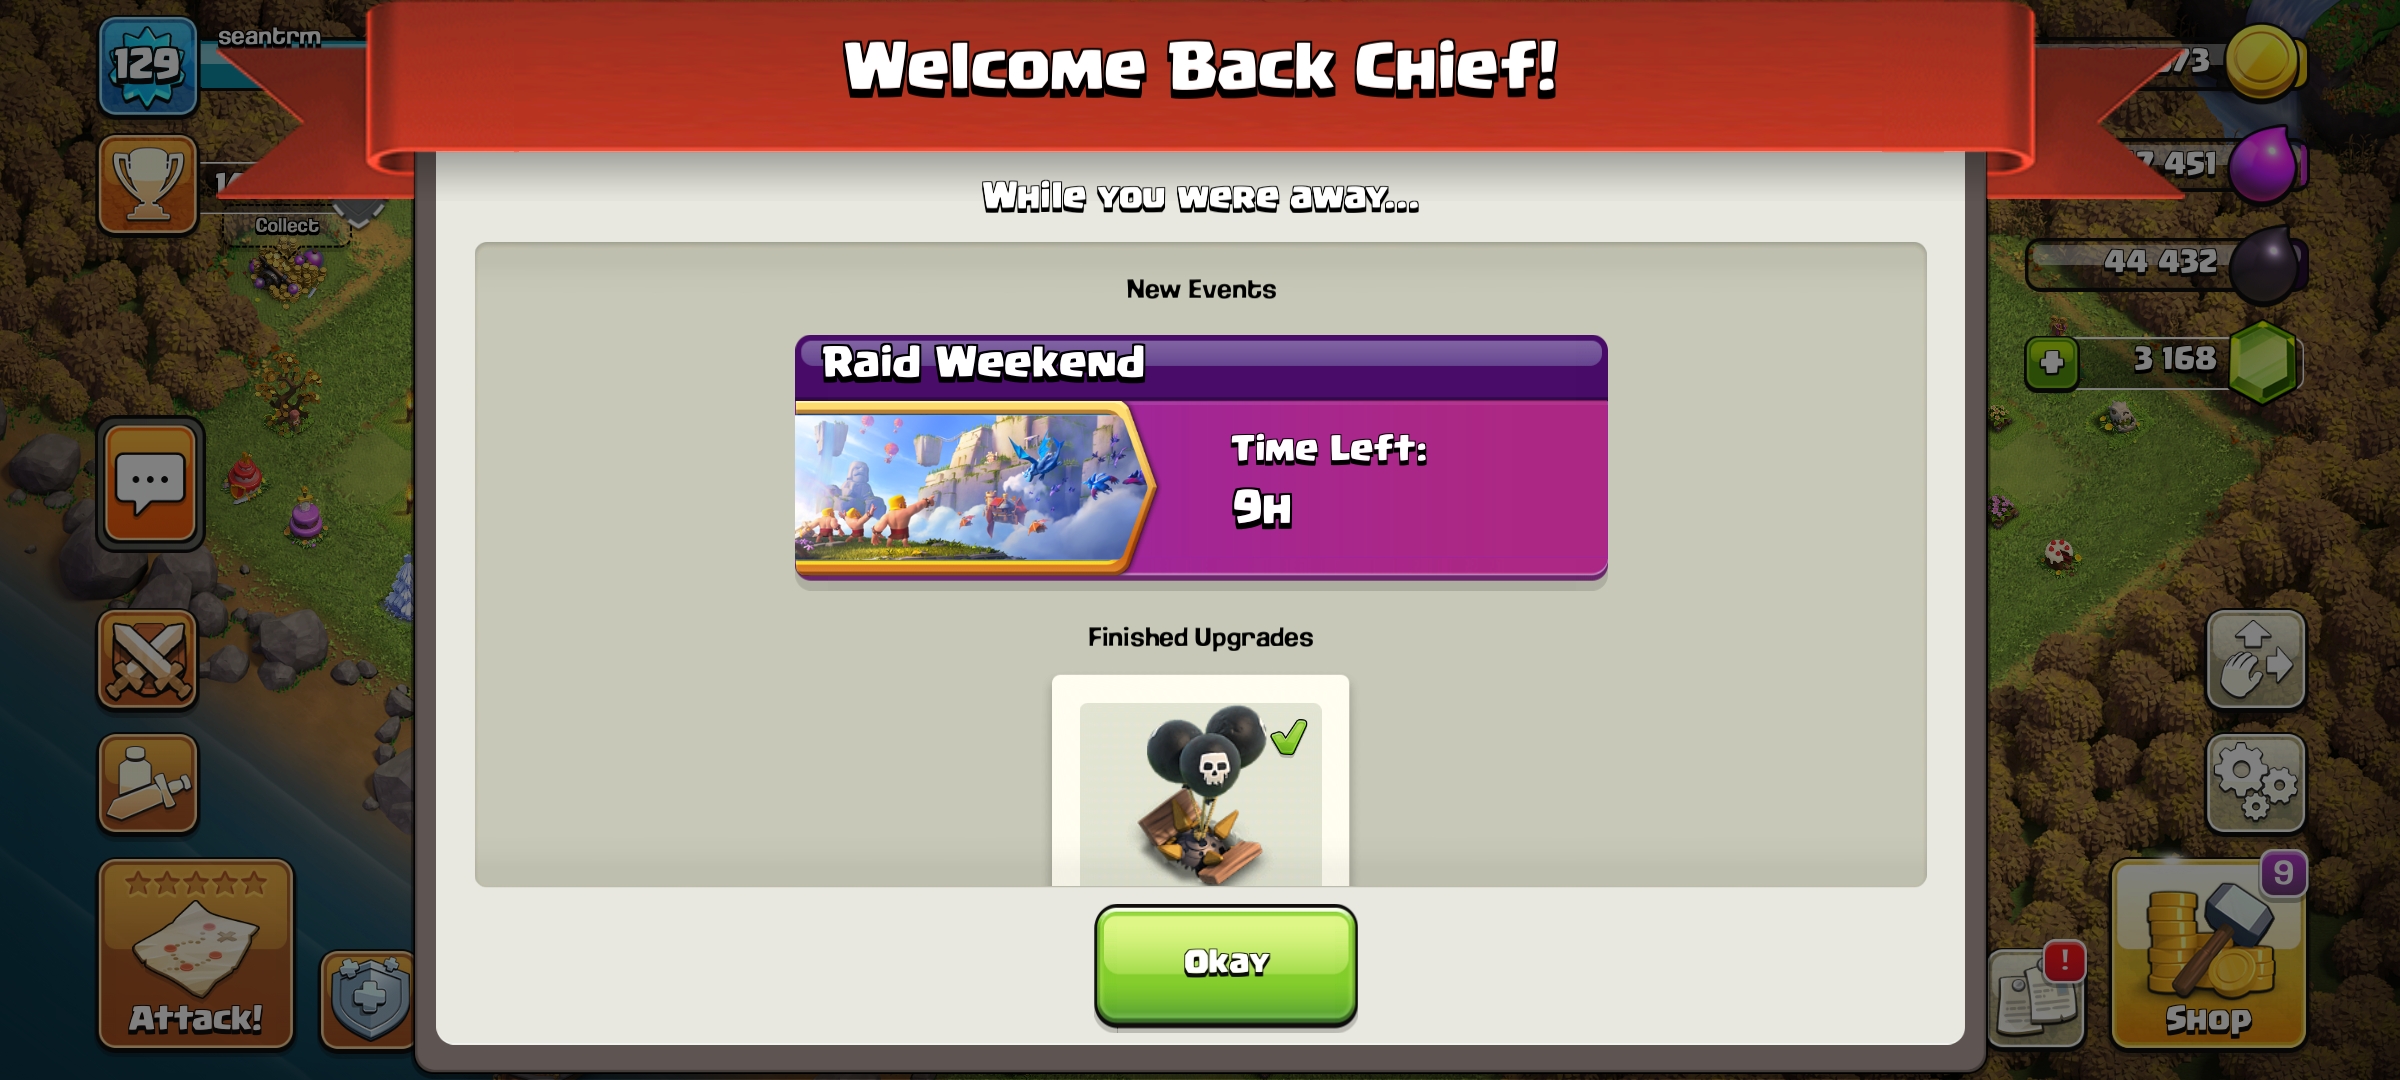 129
seantrm
Welcome Back Chief!
While you were away...
451
Collect
New Events
44 432
Raid Weekend
3 168
Time Left:
9H
Finished Upgrades
9
Okay
!
Attack!
Shop